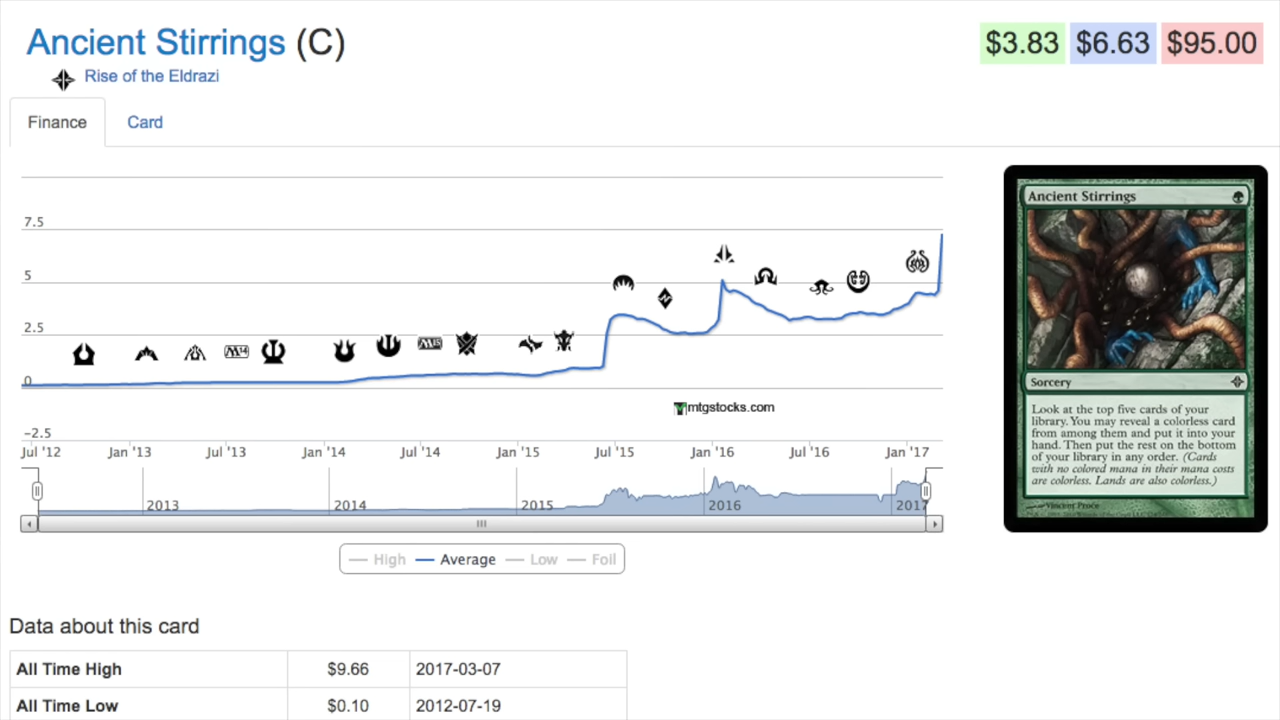 Ancient Stirrings (C)
$3.83 $6.63 $95.00
Rise of the Eldrazi
Finance Card
7.5
5
2.5
0
−2.5
M14
M15
mtgstocks.com
Jul '12 Jan '13 Jul '13 Jan '14 Jul '14 Jan '15 Jul '15 Jan '16 Jul '16 Jan '17
2013 2014 2015 2016 2017
High Average Low Foil
Ancient Stirrings
Sorcery
Look at the top five cards of your
library. You may reveal a colorless card
from among them and put it into your
hand. Then put the rest on the bottom
of your library in any order. (Cards
with no colored mana in their mana costs
are colorless. Lands are also colorless.)
Vincent Proce
Data about this card
All Time High $9.66 2017-03-07
All Time Low $0.10 2012-07-19